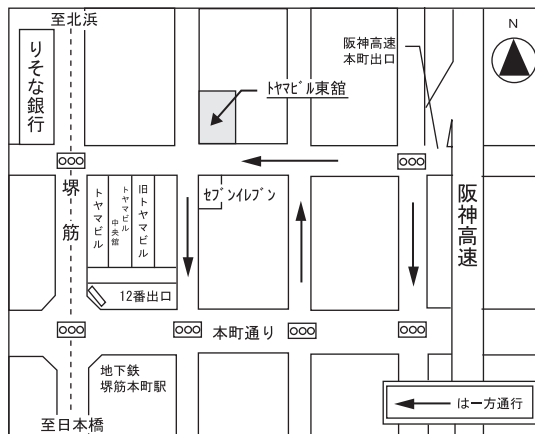 至北浜
りそな銀行
阪神高速
本町出口
N
ﾄﾔﾏﾋﾞﾙ東館
堺筋
トヤマビル
トヤマビル
中央館
旧トヤマビル
ｾﾌﾞﾝｲﾚﾌﾞﾝ
阪神高速
12番出口
本町通り
地下鉄
堺筋本町駅
は一方通行
至日本橋